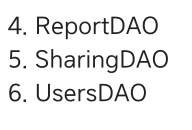 4. ReportDAO
5. SharingDAO
6. UsersDAO